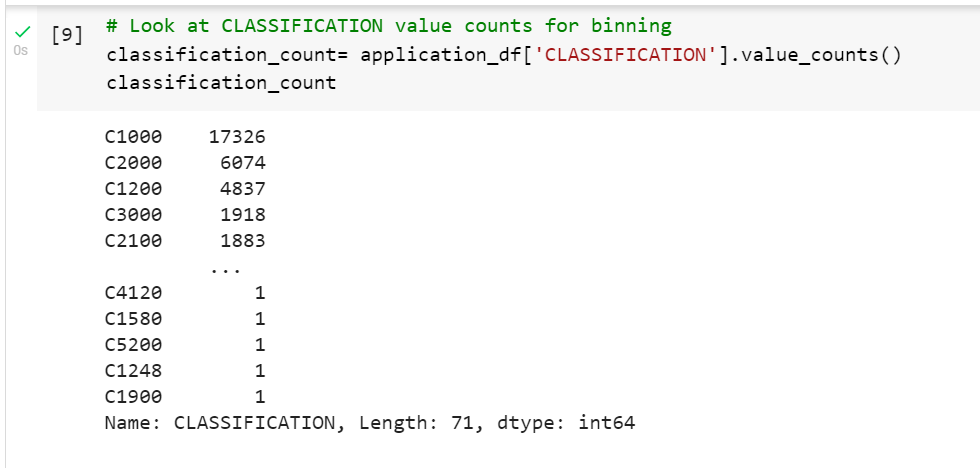 [9] # Look at CLASSIFICATION value counts for binning
0s classification_count= application_df['CLASSIFICATION'].value_counts()
classification_count
C1000 17326
C2000 6074
C1200 4837
C3000 1918
C2100 1883
...
C4120 1
C1580 1
C5200 1
C1248 1
C1900 1
Name: CLASSIFICATION, Length: 71, dtype: int64